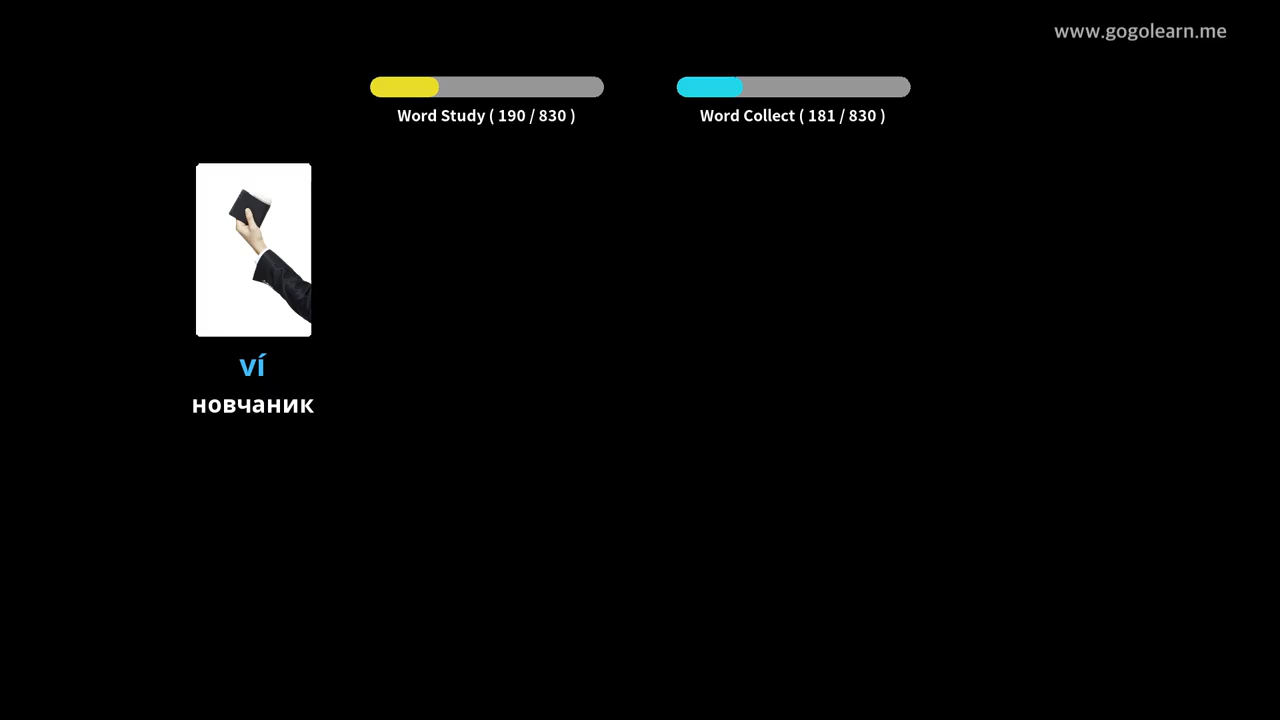 www.gogolearn.me
Word Study ( 190 / 830 )
Word Collect ( 181 / 830 )
ví
новчаник